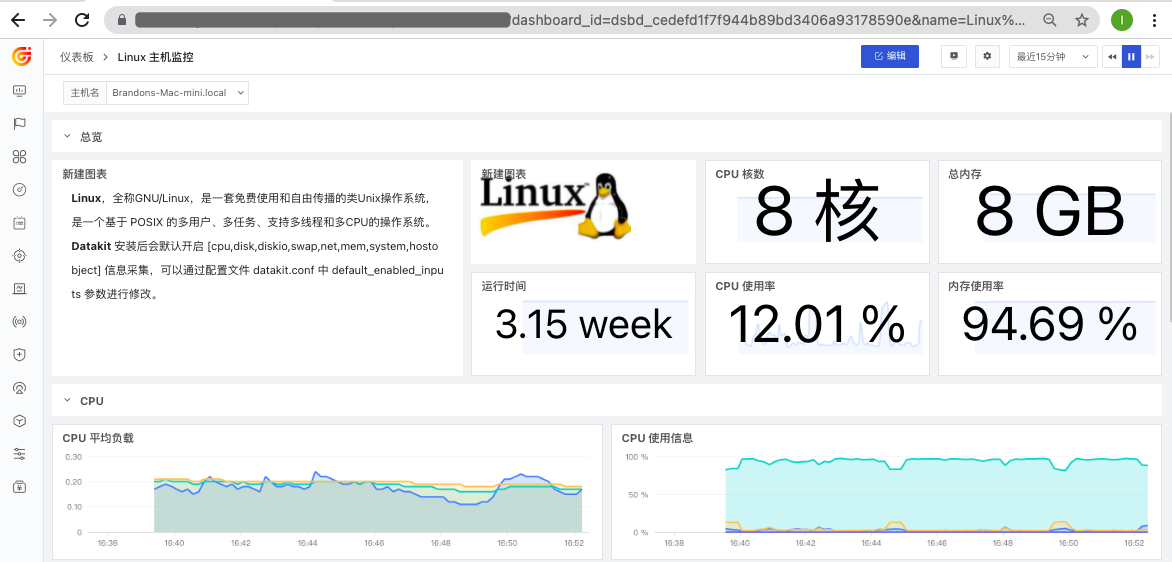 /dashboard_id=dsbd_cedefd1f7f944b89bd3406a93178590e&name=Linux%...
I
仪表板 > Linux 主机监控
编辑
最近15分钟
主机名 Brandons-Mac-mini.local
总览
新建图表
Linux，全称GNU/Linux，是一套免费使用和自由传播的类Unix操作系统，
是一个基于 POSIX 的多用户、多任务、支持多线程和多CPU的操作系统。
Datakit 安装后会默认开启 [cpu,disk,diskio,swap,net,mem,system,hosto
bject] 信息采集，可以通过配置文件 datakit.conf 中 default_enabled_inpu
ts 参数进行修改。
新建图表
Linux
CPU 核数
8 核
总内存
8 GB
运行时间
3.15 week
CPU 使用率
12.01 %
内存使用率
94.69 %
CPU
CPU 平均负载
0.30
0.20
0.10
0
16:38 16:40 16:42 16:44 16:46 16:48 16:50 16:52
CPU 使用信息
100 %
50 %
0 %
16:38 16:40 16:42 16:44 16:46 16:48 16:50 16:52